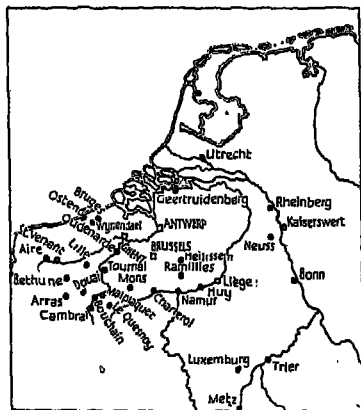 Utrecht
Geertruidenberg
Rheinberg
Kaiserswert
Bruges
Ostend
Wynendael
ANTWERP
Neuss
Oudenarde
GHENT
BRUSSELS
St Venant
Lille
Heilissem
Aire
Tournai
Ramillies
Bonn
Mons
Liège
Bethune
Douai
Malplaquet
Charleroi
Huy
Namur
Arras
Cambrai
Bouchain
Le Quesnoy
Luxemburg
Trier
Metz